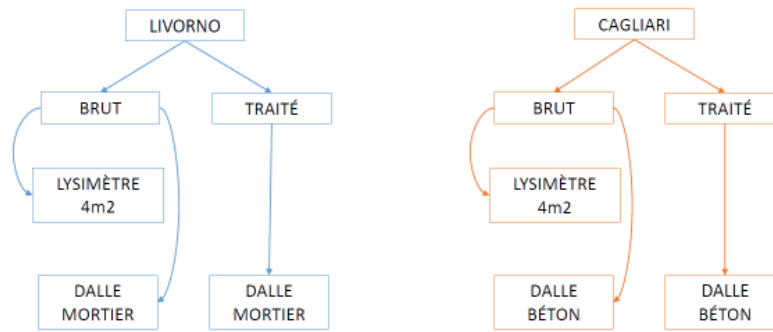 LIVORNO
BRUT
TRAITÉ
LYSIMÈTRE
4m2
DALLE
MORTIER
DALLE
MORTIER
CAGLIARI
BRUT
TRAITÉ
LYSIMÈTRE
4m2
DALLE
BÉTON
DALLE
BÉTON